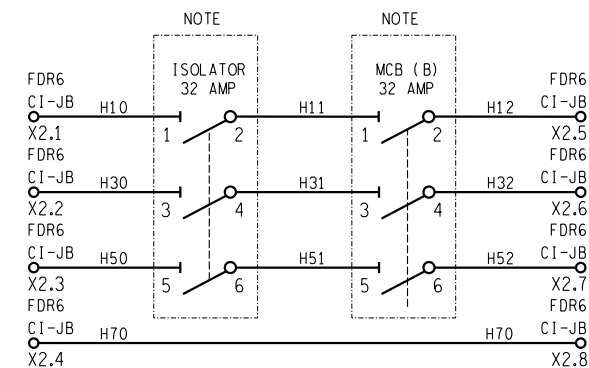 NOTE NOTE
ISOLATOR MCB (B)
32 AMP 32 AMP
FDR6 FDR6
CI-JB H10 H11 H12 CI-JB
X2.1 1 2 1 2 X2.5
FDR6 FDR6
CI-JB H30 H31 H32 CI-JB
X2.2 3 4 3 4 X2.6
FDR6 FDR6
CI-JB H50 H51 H52 CI-JB
X2.3 5 6 5 6 X2.7
FDR6 FDR6
CI-JB H70 H70 CI-JB
X2.4 X2.8